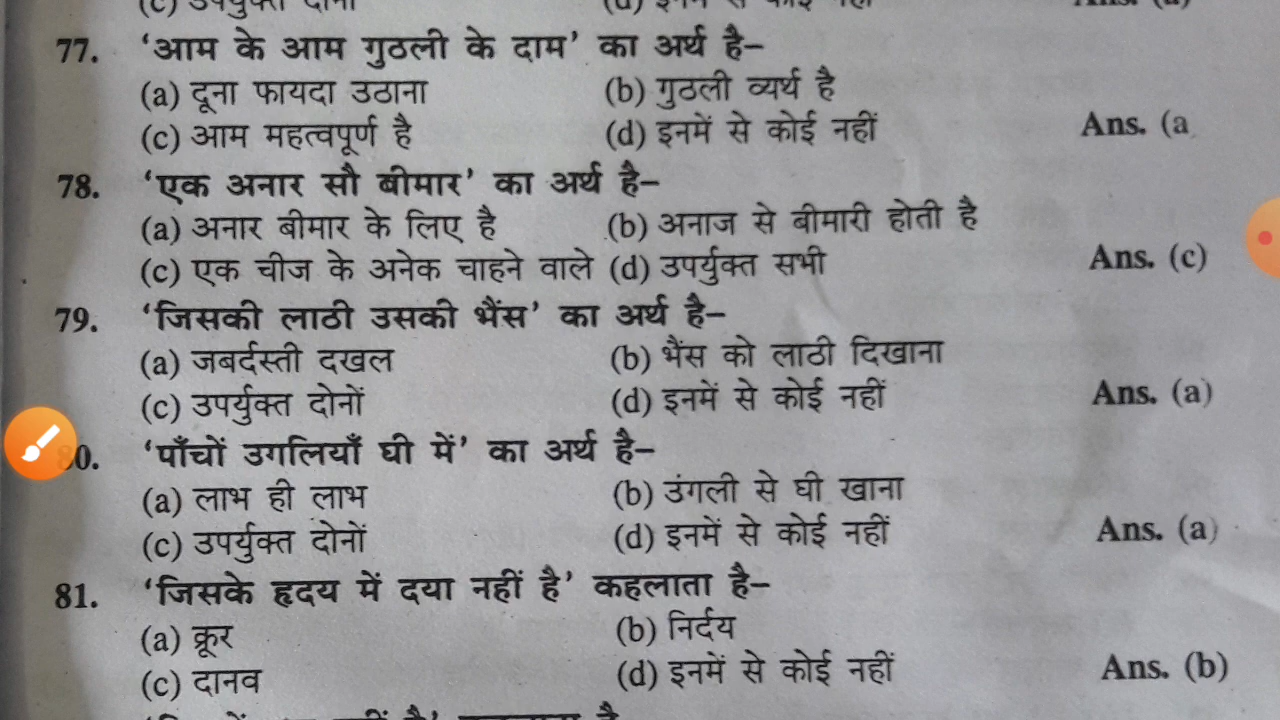 77. 'आम के आम गुठली के दाम' का अर्थ है–
(a) दूना फायदा उठाना (b) गुठली व्यर्थ है
(c) आम महत्वपूर्ण है (d) इनमें से कोई नहीं Ans. (a
78. 'एक अनार सौ बीमार' का अर्थ है–
(a) अनार बीमार के लिए है (b) अनाज से बीमारी होती है
(c) एक चीज के अनेक चाहने वाले (d) उपर्युक्त सभी Ans. (c)
79. 'जिसकी लाठी उसकी भैंस' का अर्थ है–
(a) जबर्दस्ती दखल (b) भैंस को लाठी दिखाना
(c) उपर्युक्त दोनों (d) इनमें से कोई नहीं Ans. (a)
80. 'पाँचों उगलियाँ घी में' का अर्थ है–
(a) लाभ ही लाभ (b) उंगली से घी खाना
(c) उपर्युक्त दोनों (d) इनमें से कोई नहीं Ans. (a)
81. 'जिसके हृदय में दया नहीं है' कहलाता है–
(a) क्रूर (b) निर्दय
(c) दानव (d) इनमें से कोई नहीं Ans. (b)